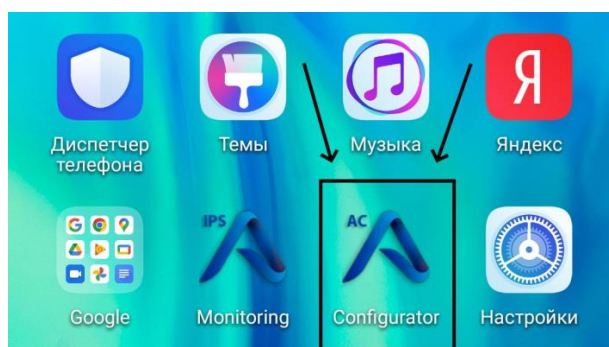 Я
Диспетчер
телефона
Темы
Музыка
Яндекс
IPS
AC
Google
Monitoring
Configurator
Настройки